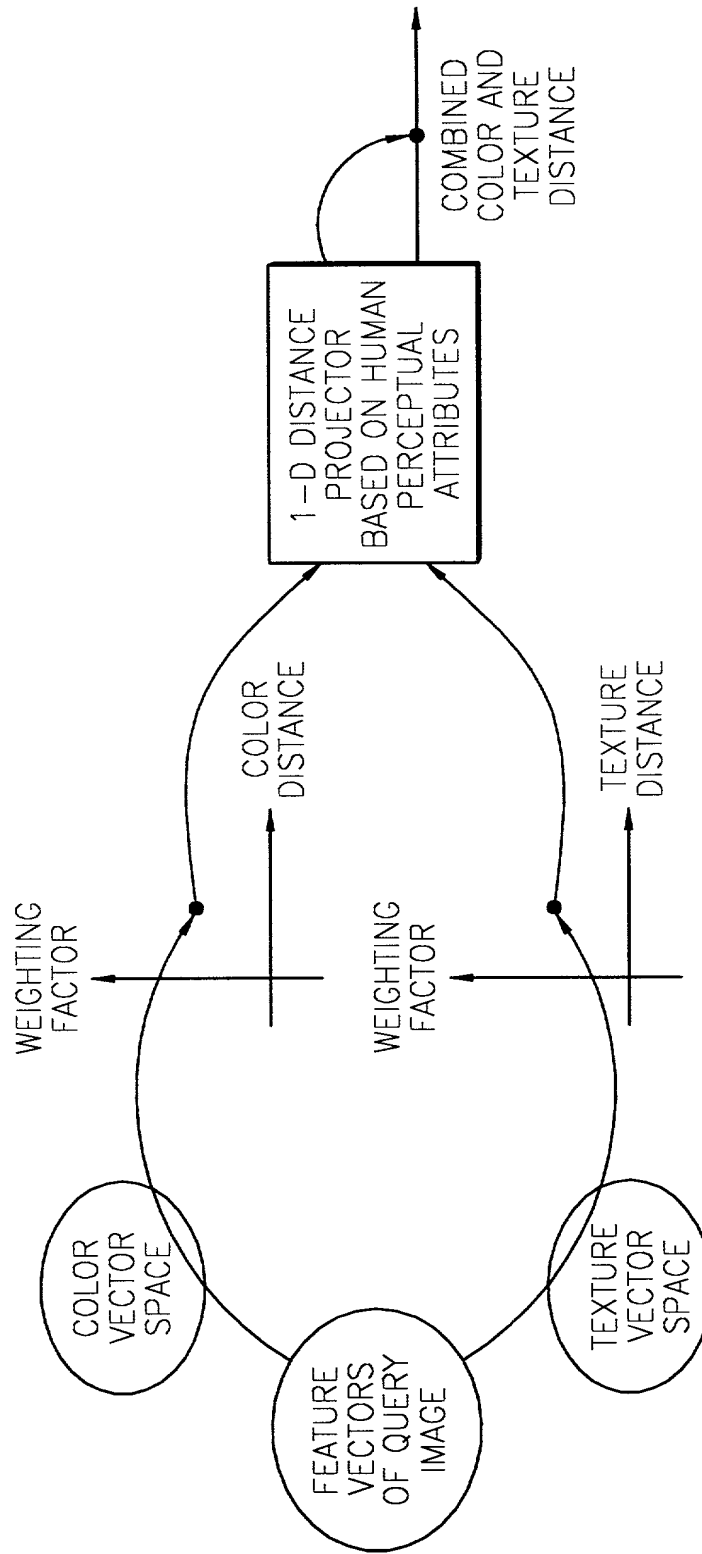 COLOR
VECTOR
SPACE
FEATURE
VECTORS
OF QUERY
IMAGE
TEXTURE
VECTOR
SPACE
WEIGHTING
FACTOR
COLOR
DISTANCE
WEIGHTING
FACTOR
TEXTURE
DISTANCE
1-D DISTANCE
PROJECTOR
BASED ON HUMAN
PERCEPTUAL
ATTRIBUTES
COMBINED
COLOR AND
TEXTURE
DISTANCE